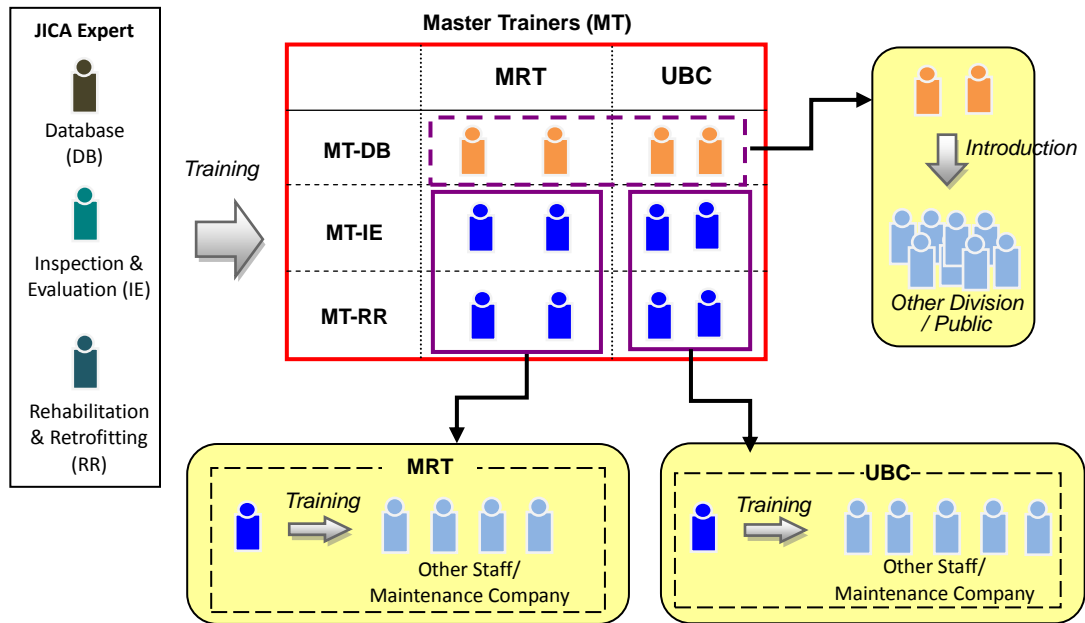 JICA Expert
Database
(DB)
Inspection &
Evaluation (IE)
Rehabilitation
& Retrofitting
(RR)
Training
Master Trainers (MT)
MRT
UBC
MT-DB
MT-IE
MT-RR
Introduction
Other Division
/ Public
MRT
Training
Other Staff/
Maintenance Company
UBC
Training
Other Staff/
Maintenance Company